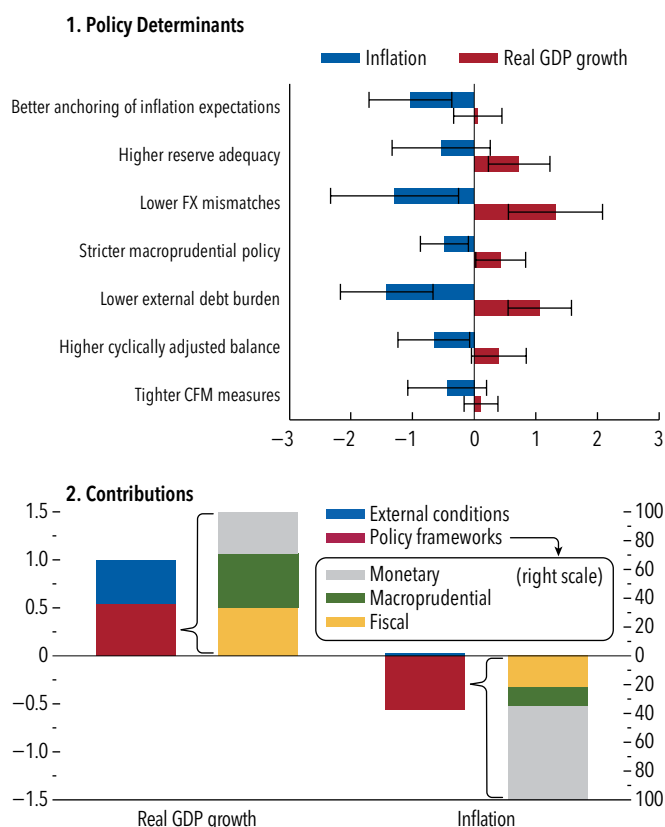 1. Policy Determinants
Inflation Real GDP growth
Better anchoring of inflation expectations
Higher reserve adequacy
Lower FX mismatches
Stricter macroprudential policy
Lower external debt burden
Higher cyclically adjusted balance
Tighter CFM measures
−3 −2 −1 0 1 2 3
2. Contributions
External conditions
Policy frameworks
Monetary (right scale)
Macroprudential
Fiscal
1.5
1.0
0.5
0
−0.5
−1.0
−1.5
100
80
60
40
20
0
20
40
60
80
100
Real GDP growth Inflation